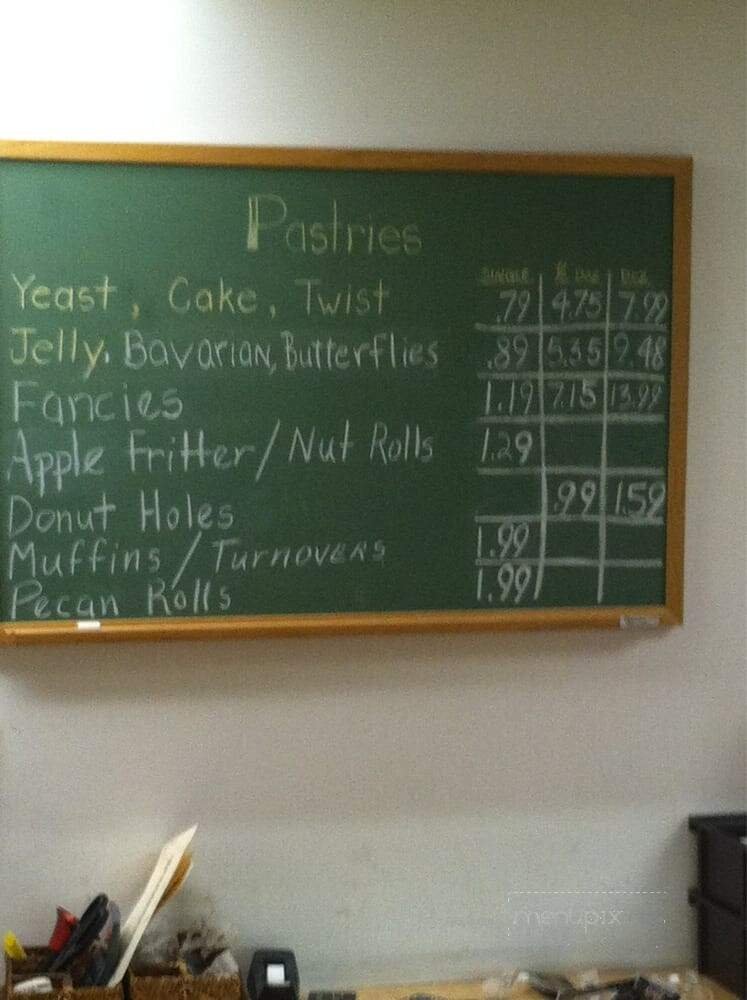 Pastries
SINGLE ½ DOZ DOZ
Yeast, Cake, Twist .79 4.75 7.99
Jelly, Bavarian, Butterflies .89 5.35 9.48
Fancies 1.19 7.15 13.99
Apple Fritter/Nut Rolls 1.29
Donut Holes .99 1.59
Muffins / Turnovers 1.99
Pecan Rolls 1.99
menupix